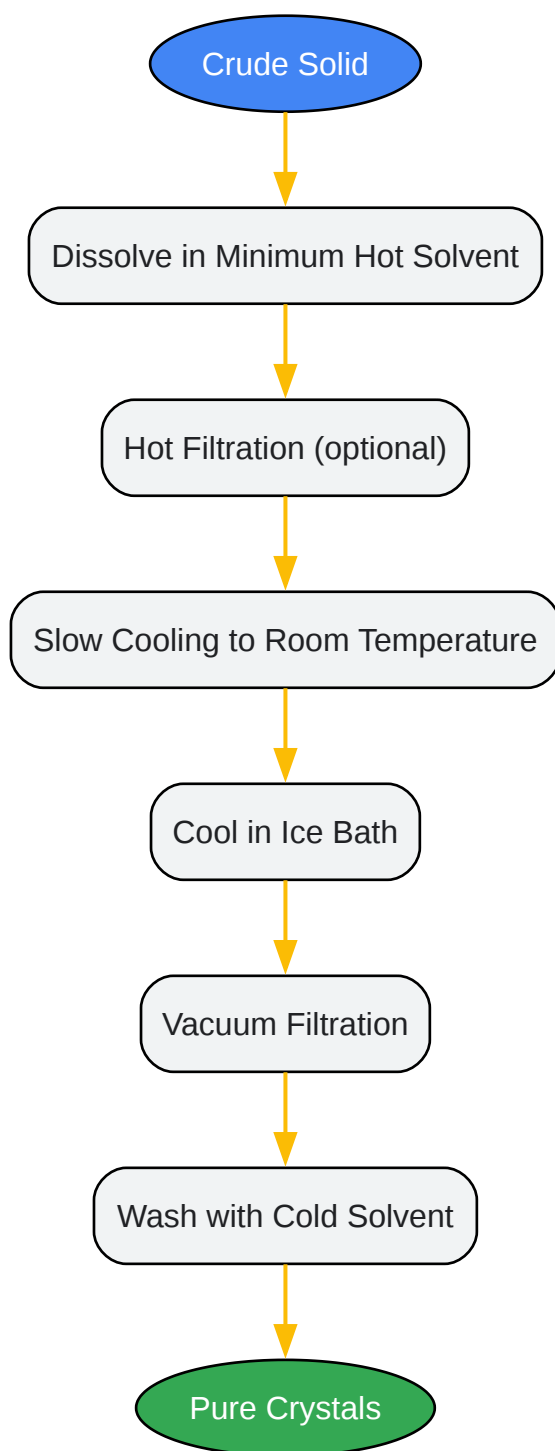 Crude Solid
Dissolve in Minimum Hot Solvent
Hot Filtration (optional)
Slow Cooling to Room Temperature
Cool in Ice Bath
Vacuum Filtration
Wash with Cold Solvent
Pure Crystals